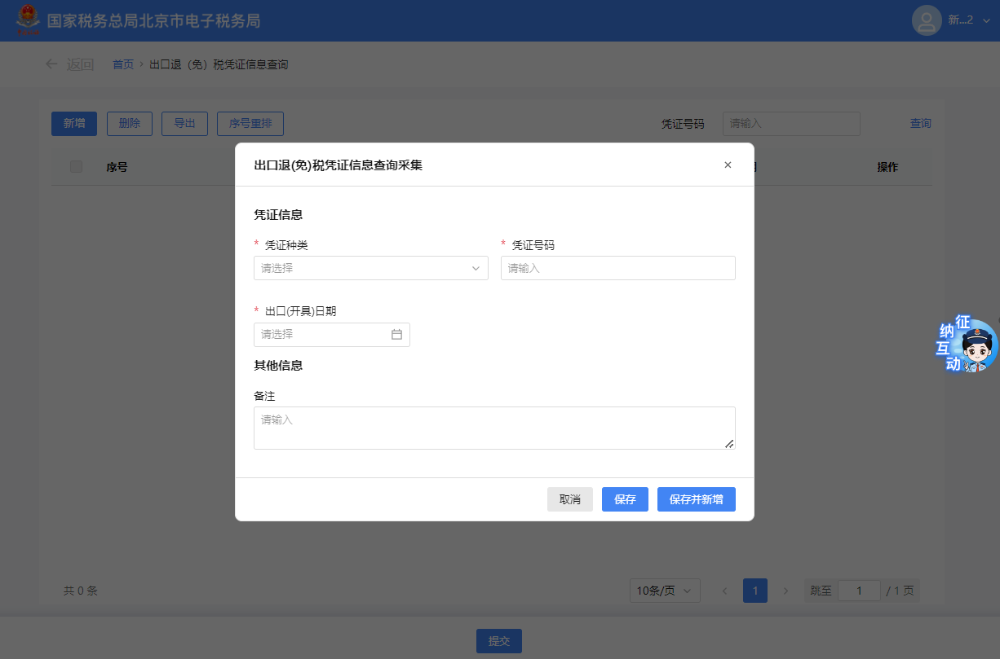 国家税务总局北京市电子税务局
新...2
返回 首页 › 出口退（免）税凭证信息查询
新增 删除 导出 序号重排 凭证号码 请输入 查询
序号 操作
出口退(免)税凭证信息查询采集
凭证信息
* 凭证种类 * 凭证号码
请选择 请输入
* 出口(开具)日期
请选择
其他信息
备注
请输入
取消 保存 保存并新增
征纳互动
共 0 条 10条/页 1 跳至 1 / 1 页
提交